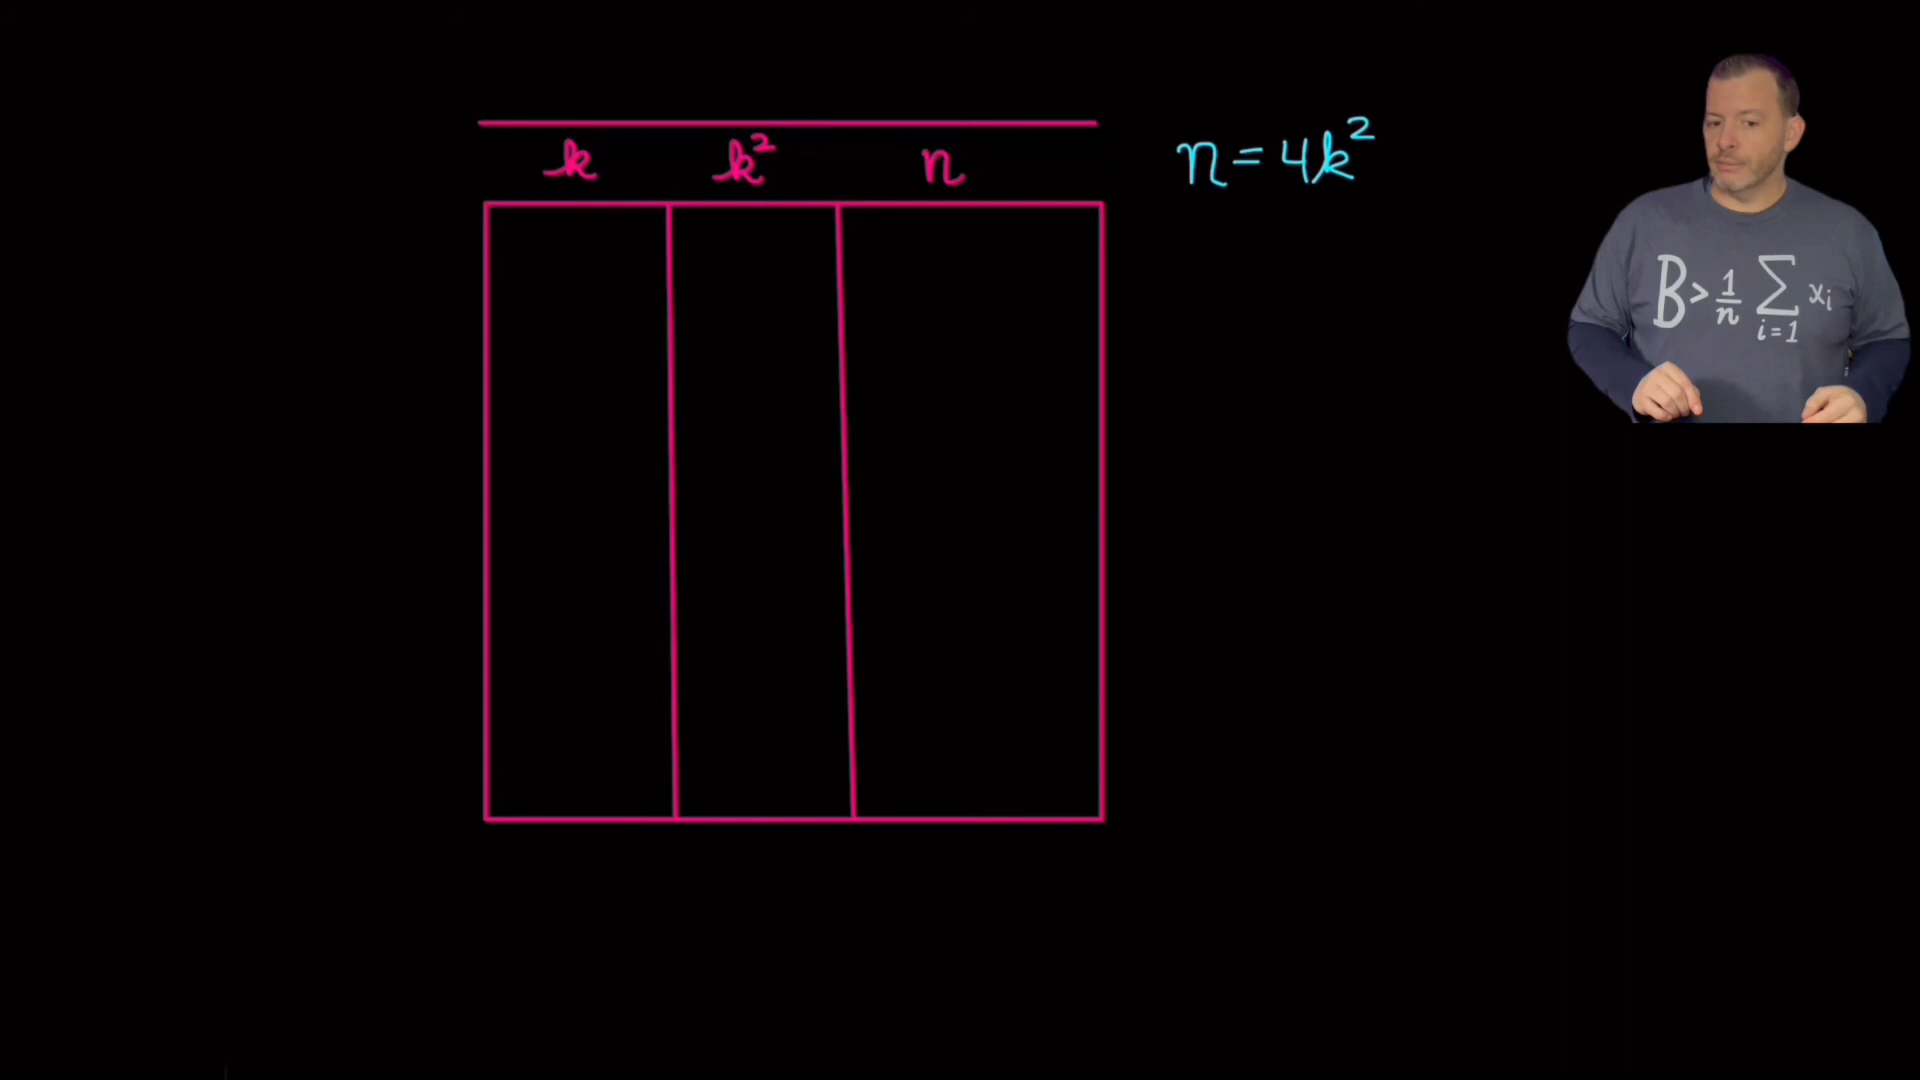 k k² n
n = 4k²
B > 1/n ∑ i=1 xᵢ